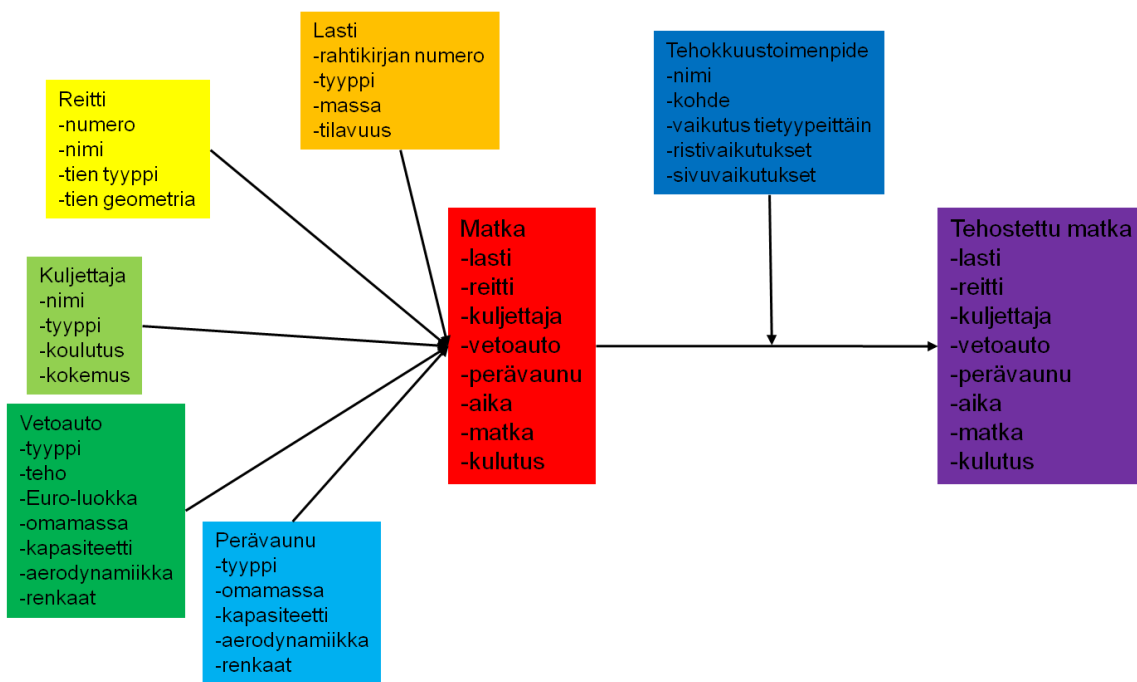 Lasti
-rahtikirjan numero
-tyyppi
-massa
-tilavuus
Tehokkuustoimenpide
-nimi
-kohde
-vaikutus tietyypeittäin
-ristivaikutukset
-sivuvaikutukset
Reitti
-numero
-nimi
-tien tyyppi
-tien geometria
Kuljettaja
-nimi
-tyyppi
-koulutus
-kokemus
Vetoauto
-tyyppi
-teho
-Euro-luokka
-omamassa
-kapasiteetti
-aerodynamiikka
-renkaat
Perävaunu
-tyyppi
-omamassa
-kapasiteetti
-aerodynamiikka
-renkaat
Matka
-lasti
-reitti
-kuljettaja
-vetoauto
-perävaunu
-aika
-matka
-kulutus
Tehostettu matka
-lasti
-reitti
-kuljettaja
-vetoauto
-perävaunu
-aika
-matka
-kulutus